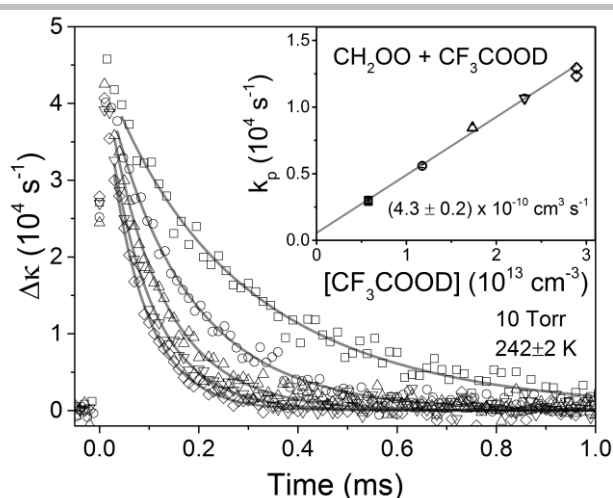 CH₂OO + CF₃COOD
(4.3 ± 0.2) x 10⁻¹⁰ cm³ s⁻¹
kₚ (10⁴ s⁻¹)
1.5
1.0
0.5
0.0
0 1 2 3
[CF₃COOD] (10¹³ cm⁻³)
10 Torr
242±2 K
Δκ (10⁴ s⁻¹)
5
4
3
2
1
0
0.0 0.2 0.4 0.6 0.8 1.0
Time (ms)